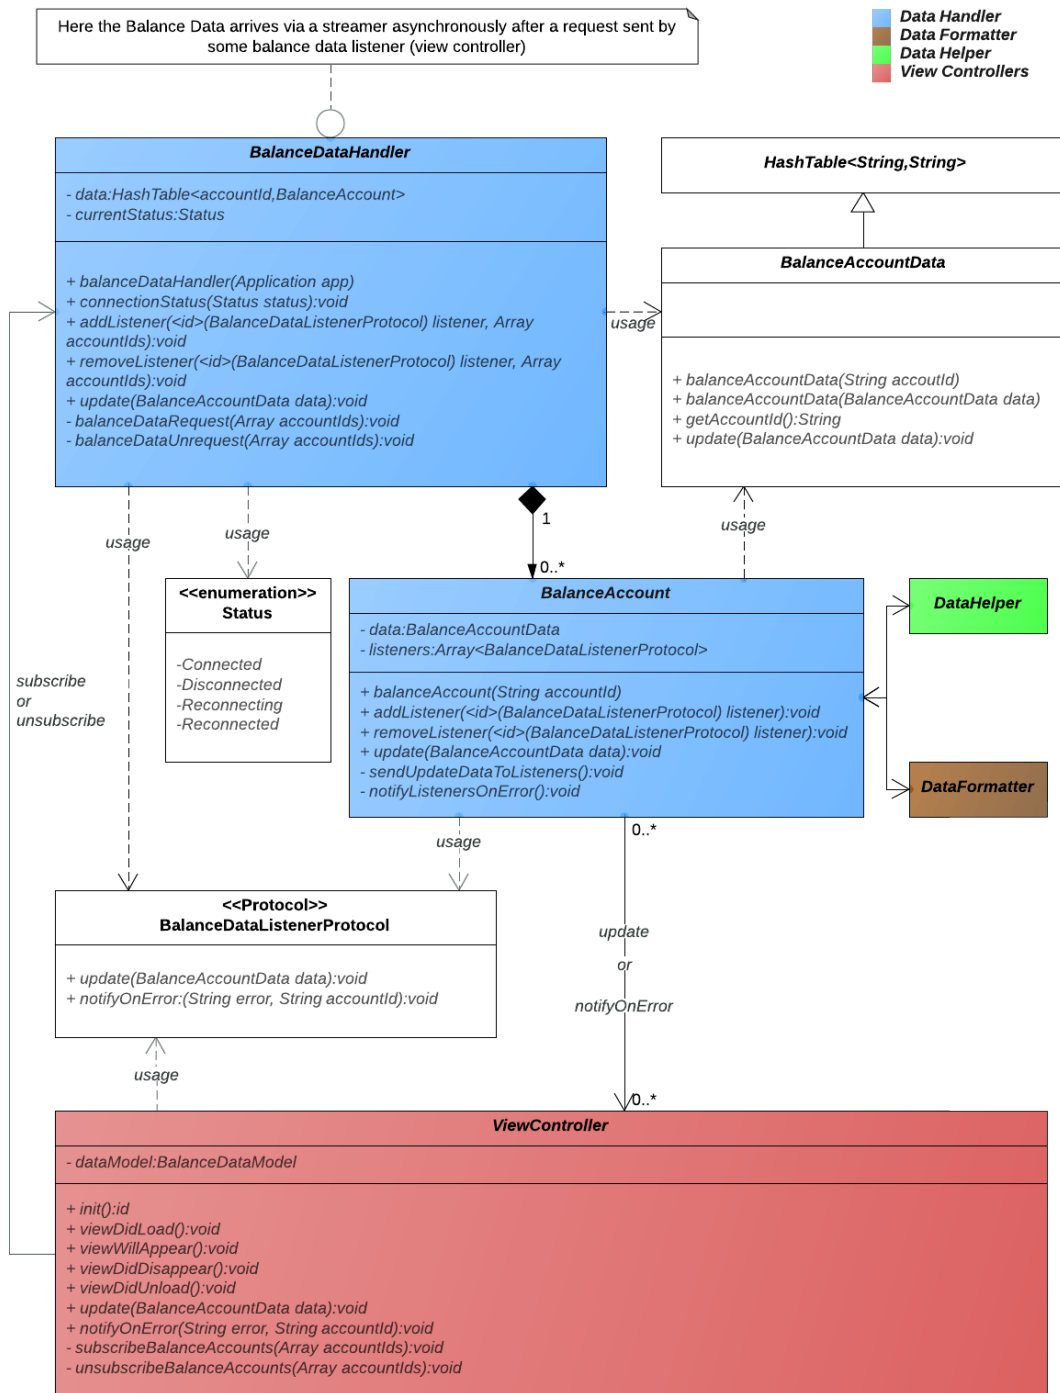 Here the Balance Data arrives via a streamer asynchronously after a request sent by
some balance data listener (view controller)
Data Handler
Data Formatter
Data Helper
View Controllers
BalanceDataHandler
- data:HashTable<accountId,BalanceAccount>
- currentStatus:Status
+ balanceDataHandler(Application app)
+ connectionStatus(Status status):void
+ addListener(<id>(BalanceDataListenerProtocol) listener, Array
accountIds):void
+ removeListener(<id>(BalanceDataListenerProtocol) listener, Array
accountIds):void
+ update(BalanceAccountData data):void
- balanceDataRequest(Array accountIds):void
- balanceDataUnrequest(Array accountIds):void
HashTable<String,String>
BalanceAccountData
+ balanceAccountData(String accoutId)
+ balanceAccountData(BalanceAccountData data)
+ getAccountId():String
+ update(BalanceAccountData data):void
usage
usage
usage
1
0..*
usage
<<enumeration>>
Status
-Connected
-Disconnected
-Reconnecting
-Reconnected
BalanceAccount
- data:BalanceAccountData
- listeners:Array<BalanceDataListenerProtocol>
+ balanceAccount(String accountId)
+ addListener(<id>(BalanceDataListenerProtocol) listener):void
+ removeListener(<id>(BalanceDataListenerProtocol) listener):void
+ update(BalanceAccountData data):void
- sendUpdateDataToListeners():void
- notifyListenersOnError():void
DataHelper
DataFormatter
subscribe
or
unsubscribe
usage
0..*
<<Protocol>>
BalanceDataListenerProtocol
+ update(BalanceAccountData data):void
+ notifyOnError:(String error, String accountId):void
update
or
notifyOnError
usage
0..*
ViewController
- dataModel:BalanceDataModel
+ init():id
+ viewDidLoad():void
+ viewWillAppear():void
+ viewDidDisappear():void
+ viewDidUnload():void
+ update(BalanceAccountData data):void
+ notifyOnError(String error, String accountId):void
- subscribeBalanceAccounts(Array accountIds):void
- unsubscribeBalanceAccounts(Array accountIds):void